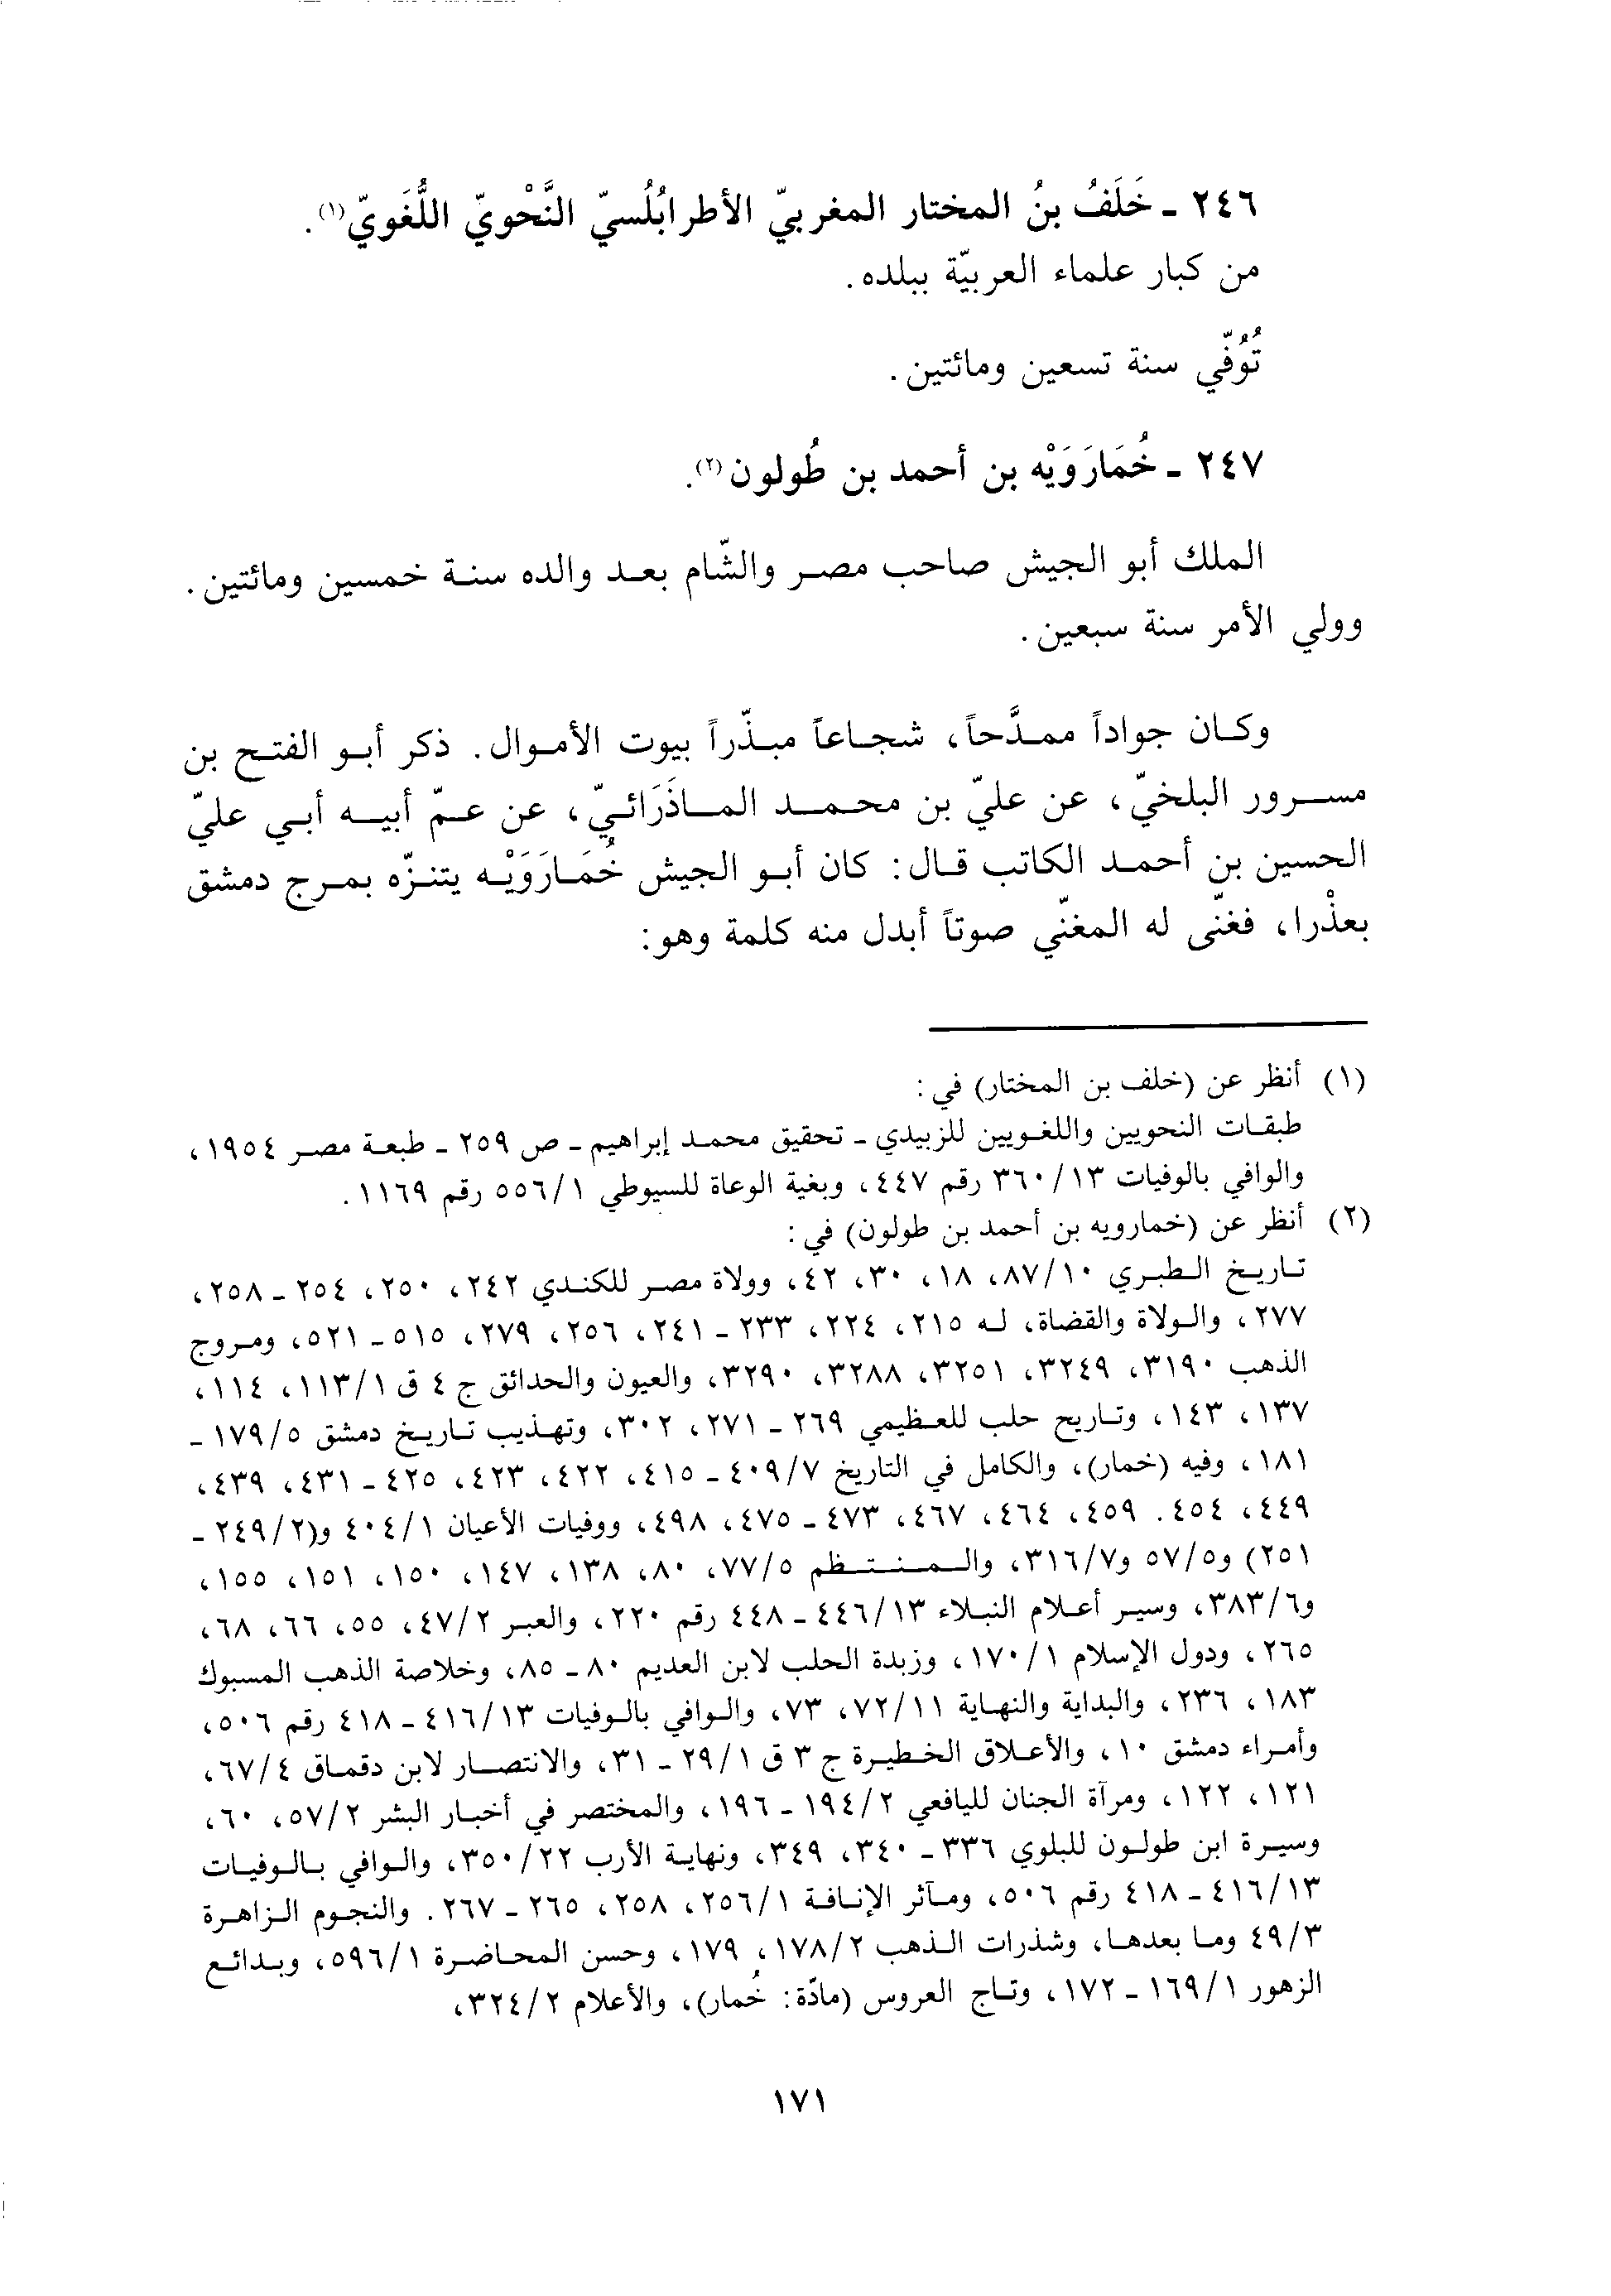 ٢٤٦ ـ خَلَفُ بنُ المختار المغربيّ الأطرابُلُسيّ النَّحْويّ اللُّغَويّ(١).
من كبار علماء العربيّة ببلده.
تُوُفّي سنة تسعين ومائتين.
٢٤٧ ـ خُمَارَوَيْه بن أحمد بن طُولون(٢).
الملك أبو الجيش صاحب مصر والشّام بعد والده سنة خمسين ومائتين.
وولي الأمر سنة سبعين.
وكان جواداً ممدَّحاً، شجاعاً مبذّراً بيوت الأموال. ذكر أبو الفتح بن
مسرور البلخيّ، عن عليّ بن محمد الماذَرَائيّ، عن عمّ أبيه أبي عليّ
الحسين بن أحمد الكاتب قال: كان أبو الجيش خُمَارَوَيْه يتنزّه بمرج دمشق
بعذْرا، فغنّى له المغنّي صوتاً أبدل منه كلمة وهو:
(١) أنظر عن (خلف بن المختار) في:
طبقات النحويين واللغويين للزبيدي ـ تحقيق محمد إبراهيم ـ ص ٢٥٩ ـ طبعة مصر ١٩٥٤،
والوافي بالوفيات ١٣/ ٣٦٠ رقم ٤٤٧، وبغية الوعاة للسيوطي ١/ ٥٥٦ رقم ١١٦٩.
(٢) أنظر عن (خمارويه بن أحمد بن طولون) في:
تاريخ الطبري ١٠/ ٨٧، ١٨، ٣٠، ٤٢، وولاة مصر للكندي ٢٤٢، ٢٥٠، ٢٥٤ ـ ٢٥٨،
٢٧٧، والولاة والقضاة، له ٢١٥، ٢٢٤، ٢٣٣ ـ ٢٤١، ٢٥٦، ٢٧٩، ٥١٥ ـ ٥٢١، ومروج
الذهب ٣١٩٠، ٣٢٤٩، ٣٢٥١، ٣٢٨٨، ٣٢٩٠، والعيون والحدائق ج ٤ ق ١/ ١١٣، ١١٤،
١٣٧، ١٤٣، وتاريح حلب للعظيمي ٢٦٩ ـ ٢٧١، ٣٠٢، وتهذيب تاريخ دمشق ٥/ ١٧٩ ـ
١٨١، وفيه (خمار)، والكامل في التاريخ ٧/ ٤٠٩ ـ ٤١٥، ٤٢٢، ٤٢٣، ٤٢٥ ـ ٤٣١، ٤٣٩،
٤٤٩، ٤٥٤. ٤٥٩، ٤٦٤، ٤٦٧، ٤٧٣ ـ ٤٧٥، ٤٩٨، ووفيات الأعيان ١/ ٤٠٤ و(٢/ ٢٤٩ ـ
٢٥١) و٥/ ٥٧ و٧/ ٣١٦، والمنتظم ٥/ ٧٧، ٨٠، ١٣٨، ١٤٧، ١٥٠، ١٥١، ١٥٥،
و٦/ ٣٨٣، وسير أعلام النبلاء ١٣/ ٤٤٦ ـ ٤٤٨ رقم ٢٢٠، والعبر ٢/ ٤٧، ٥٥، ٦٦، ٦٨،
٢٦٥، ودول الإسلام ١/ ١٧٠، وزبدة الحلب لابن العديم ٨٠ ـ ٨٥، وخلاصة الذهب المسبوك
١٨٣، ٢٣٦، والبداية والنهاية ١١/ ٧٢، ٧٣، والوافي بالوفيات ١٣/ ٤١٦ ـ ٤١٨ رقم ٥٠٦،
وأمراء دمشق ١٠، والأعلاق الخطيرة ج ٣ ق ١/ ٢٩ ـ ٣١، والانتصار لابن دقماق ٤/ ٦٧،
١٢١، ١٢٢، ومرآة الجنان لليافعي ٢/ ١٩٤ ـ ١٩٦، والمختصر في أخبار البشر ٢/ ٥٧، ٦٠،
وسيرة ابن طولون للبلوي ٣٣٦ ـ ٣٤٠، ٣٤٩، ونهاية الأرب ٢٢/ ٣٥٠، والوافي بالوفيات
١٣/ ٤١٦ ـ ٤١٨ رقم ٥٠٦، ومآثر الإنافة ١/ ٢٥٦، ٢٥٨، ٢٦٥ ـ ٢٦٧. والنجوم الزاهرة
٣/ ٤٩ وما بعدها، وشذرات الذهب ٢/ ١٧٨، ١٧٩، وحسن المحاضرة ١/ ٥٩٦، وبدائع
الزهور ١/ ١٦٩ ـ ١٧٢، وتاج العروس (مادّة: خُمار)، والأعلام ٢/ ٣٢٤،
١٧١